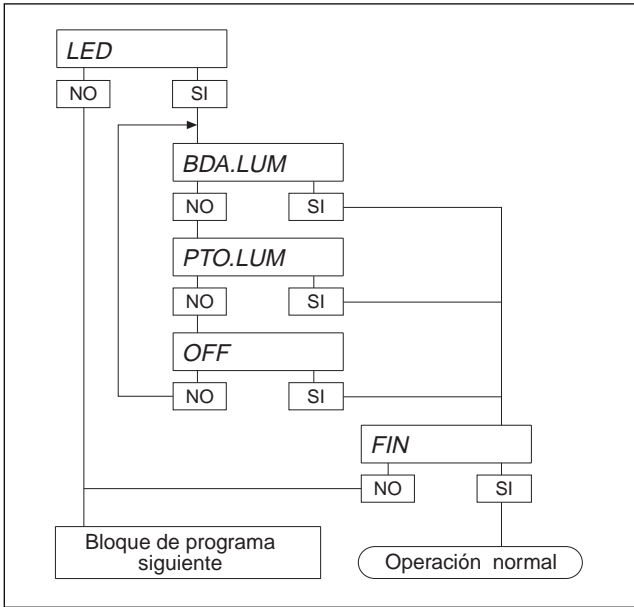 LED
NO SI
BDA.LUM
NO SI
PTO.LUM
NO SI
OFF
NO SI
FIN
NO SI
Bloque de programa
siguiente
Operación normal